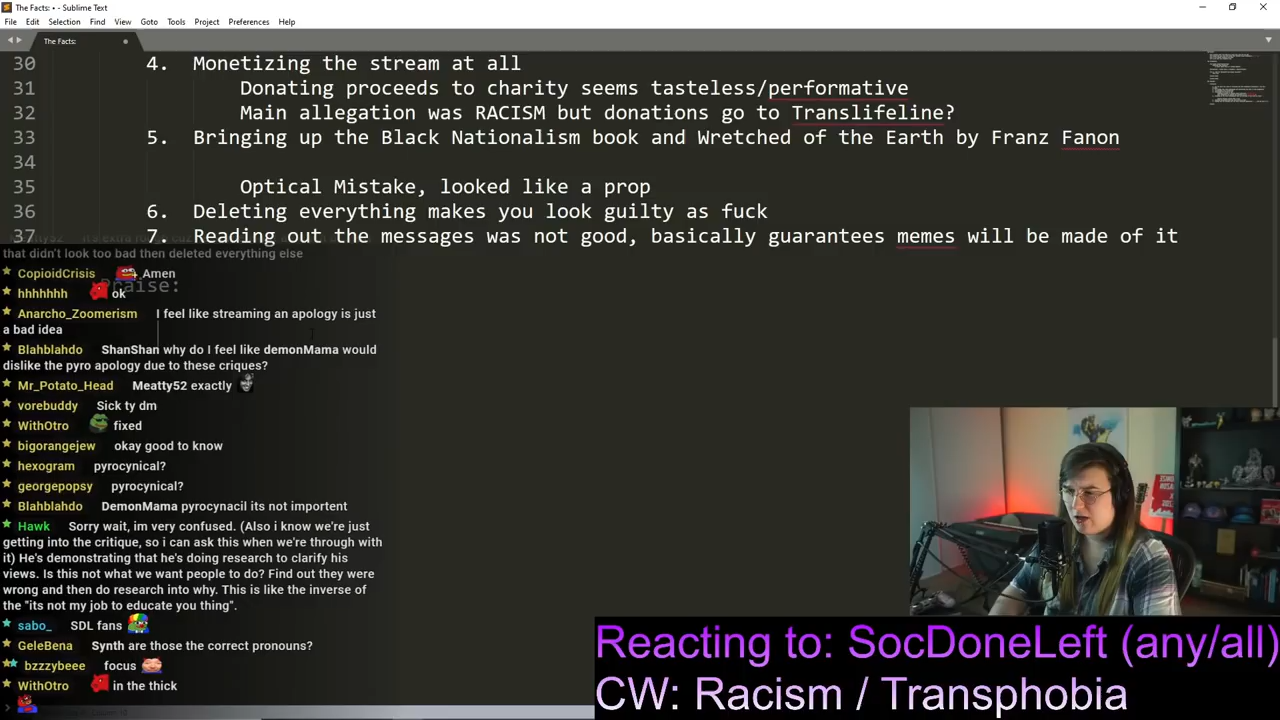 The Facts: • - Sublime Text
File Edit Selection Find View Goto Tools Project Preferences Help
The Facts:
30 4. Monetizing the stream at all
31 Donating proceeds to charity seems tasteless/performative
32 Main allegation was RACISM but donations go to Translifeline?
33 5. Bringing up the Black Nationalism book and Wretched of the Earth by Franz Fanon
34
35 Optical Mistake, looked like a prop
36 6. Deleting everything makes you look guilty as fuck
37 7. Reading out the messages was not good, basically guarantees memes will be made of it
Praise:
that didn't look too bad then deleted everything else
CopioidCrisis Amen
hhhhhhh ok
Anarcho_Zoomerism I feel like streaming an apology is just
a bad idea
Blahblahdo ShanShan why do I feel like demonMama would
dislike the pyro apology due to these criques?
Mr_Potato_Head Meatty52 exactly
vorebuddy Sick ty dm
WithOtro fixed
bigorangejew okay good to know
hexogram pyrocynical?
georgepopsy pyrocynical?
Blahblahdo DemonMama pyrocynacil its not importent
Hawk Sorry wait, im very confused. (Also i know we're just
getting into the critique, so i can ask this when we're through with
it) He's demonstrating that he's doing research to clarify his
views. Is this not what we want people to do? Find out they were
wrong and then do research into why. This is like the inverse of
the "its not my job to educate you thing".
sabo_ SDL fans
GeleBena Synth are those the correct pronouns?
bzzzybeee focus
WithOtro in the thick
Reacting to: SocDoneLeft (any/all)
CW: Racism / Transphobia